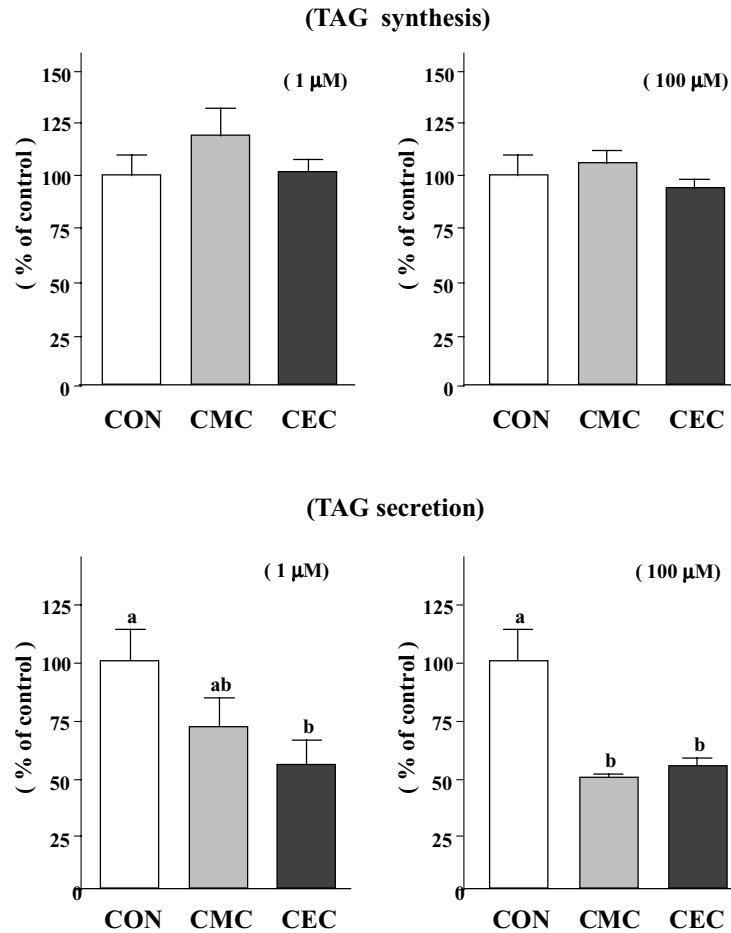 (TAG synthesis)
( 1 μM)
( 100 μM)
( % of control )
150
125
100
75
50
25
0
CON CMC CEC
( % of control )
150
125
100
75
50
25
0
CON CMC CEC
(TAG secretion)
( 1 μM)
( 100 μM)
( % of control )
125
100
75
50
25
0
a
ab
b
CON CMC CEC
( % of control )
125
100
75
50
25
0
a
b
b
CON CMC CEC